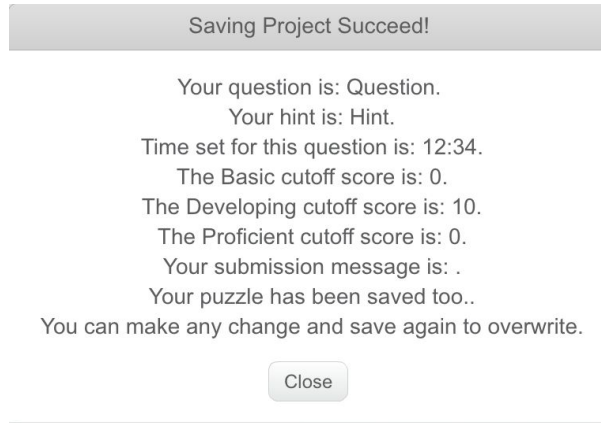 Saving Project Succeed!
Your question is: Question.
Your hint is: Hint.
Time set for this question is: 12:34.
The Basic cutoff score is: 0.
The Developing cutoff score is: 10.
The Proficient cutoff score is: 0.
Your submission message is: .
Your puzzle has been saved too..
You can make any change and save again to overwrite.
Close